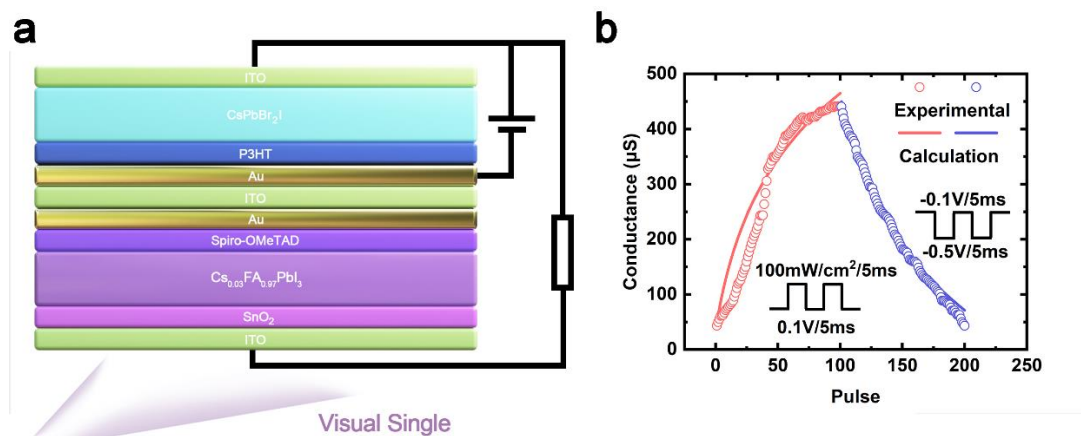 a
ITO
CsPbBr₂I
P3HT
Au
ITO
Au
Spiro-OMeTAD
Cs₀.₀₃FA₀.₉₇PbI₃
SnO₂
ITO
Visual Single
b
500
400
300
200
100
0
Conductance (μS)
Experimental
Calculation
-0.1V/5ms
-0.5V/5ms
100mW/cm²/5ms
0.1V/5ms
0 50 100 150 200 250
Pulse